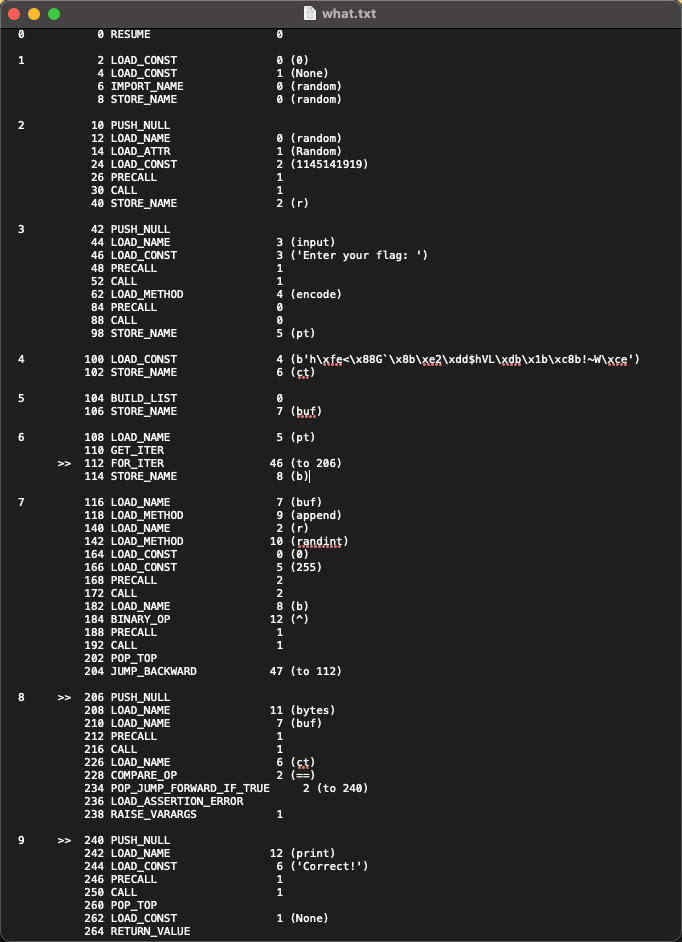 what.txt
0 0 RESUME 0
1 2 LOAD_CONST 0 (0)
4 LOAD_CONST 1 (None)
6 IMPORT_NAME 0 (random)
8 STORE_NAME 0 (random)
2 10 PUSH_NULL
12 LOAD_NAME 0 (random)
14 LOAD_ATTR 1 (Random)
24 LOAD_CONST 2 (1145141919)
26 PRECALL 1
30 CALL 1
40 STORE_NAME 2 (r)
3 42 PUSH_NULL
44 LOAD_NAME 3 (input)
46 LOAD_CONST 3 ('Enter your flag: ')
48 PRECALL 1
52 CALL 1
62 LOAD_METHOD 4 (encode)
84 PRECALL 0
88 CALL 0
98 STORE_NAME 5 (pt)
4 100 LOAD_CONST 4 (b'h\xfe<\x88G`\x8b\xe2\xdd$hVL\xdb\x1b\xc8b!~W\xce')
102 STORE_NAME 6 (ct)
5 104 BUILD_LIST 0
106 STORE_NAME 7 (buf)
6 108 LOAD_NAME 5 (pt)
110 GET_ITER
>> 112 FOR_ITER 46 (to 206)
114 STORE_NAME 8 (b)
7 116 LOAD_NAME 7 (buf)
118 LOAD_METHOD 9 (append)
140 LOAD_NAME 2 (r)
142 LOAD_METHOD 10 (randint)
164 LOAD_CONST 0 (0)
166 LOAD_CONST 5 (255)
168 PRECALL 2
172 CALL 2
182 LOAD_NAME 8 (b)
184 BINARY_OP 12 (^)
188 PRECALL 1
192 CALL 1
202 POP_TOP
204 JUMP_BACKWARD 47 (to 112)
8 >> 206 PUSH_NULL
208 LOAD_NAME 11 (bytes)
210 LOAD_NAME 7 (buf)
212 PRECALL 1
216 CALL 1
226 LOAD_NAME 6 (ct)
228 COMPARE_OP 2 (==)
234 POP_JUMP_FORWARD_IF_TRUE 2 (to 240)
236 LOAD_ASSERTION_ERROR
238 RAISE_VARARGS 1
9 >> 240 PUSH_NULL
242 LOAD_NAME 12 (print)
244 LOAD_CONST 6 ('Correct!')
246 PRECALL 1
250 CALL 1
260 POP_TOP
262 LOAD_CONST 1 (None)
264 RETURN_VALUE